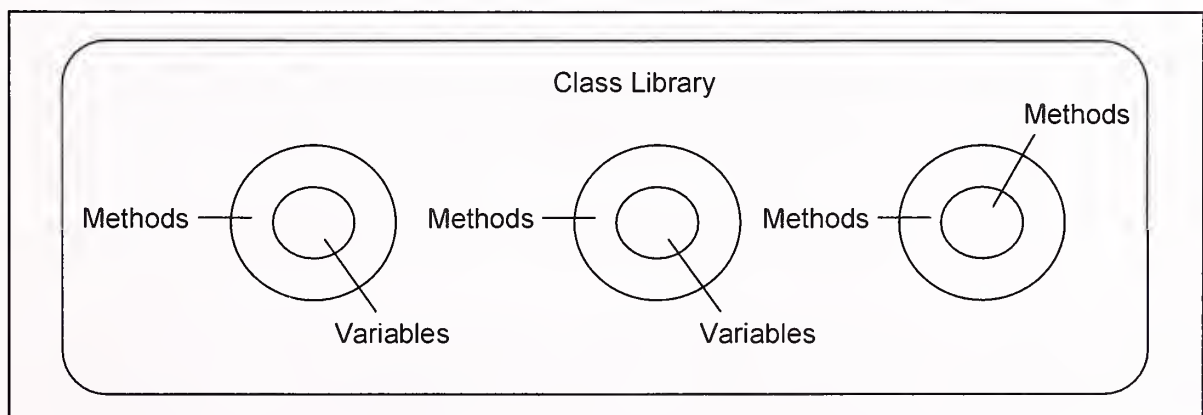 Class Library
Methods
Methods
Methods
Methods
Variables
Variables